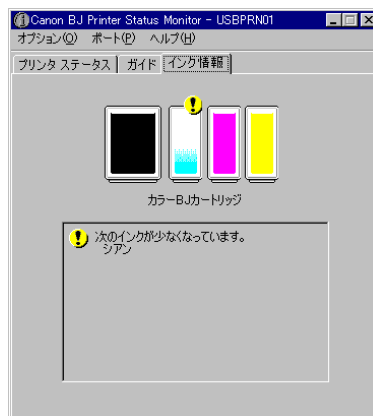 Canon BJ Printer Status Monitor - USBPRN01
オプション(O) ポート(P) ヘルプ(H)
プリンタ ステータス ガイド インク情報
カラーBJカートリッジ
次のインクが少なくなっています。
シアン